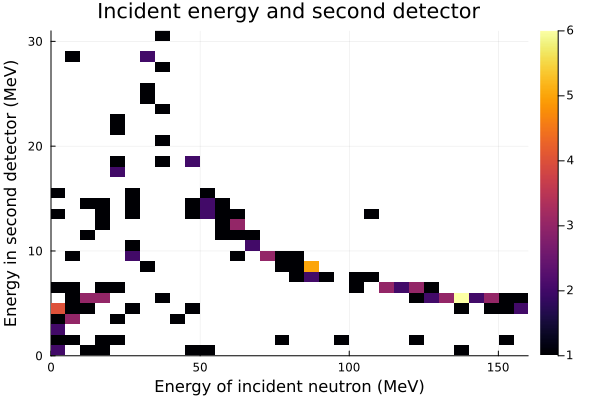 Incident energy and second detector
Energy in second detector (MeV)
30
20
10
0
0 50 100 150
Energy of incident neutron (MeV)
6
5
4
3
2
1